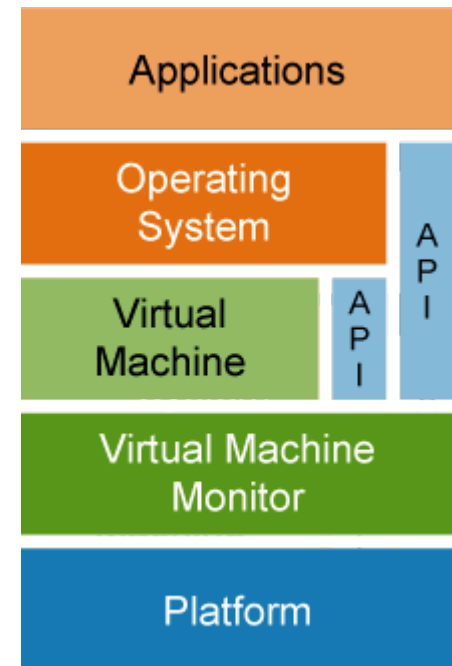 Applications
Operating
System
A
P
I
Virtual
Machine
A
P
I
Virtual Machine
Monitor
Platform